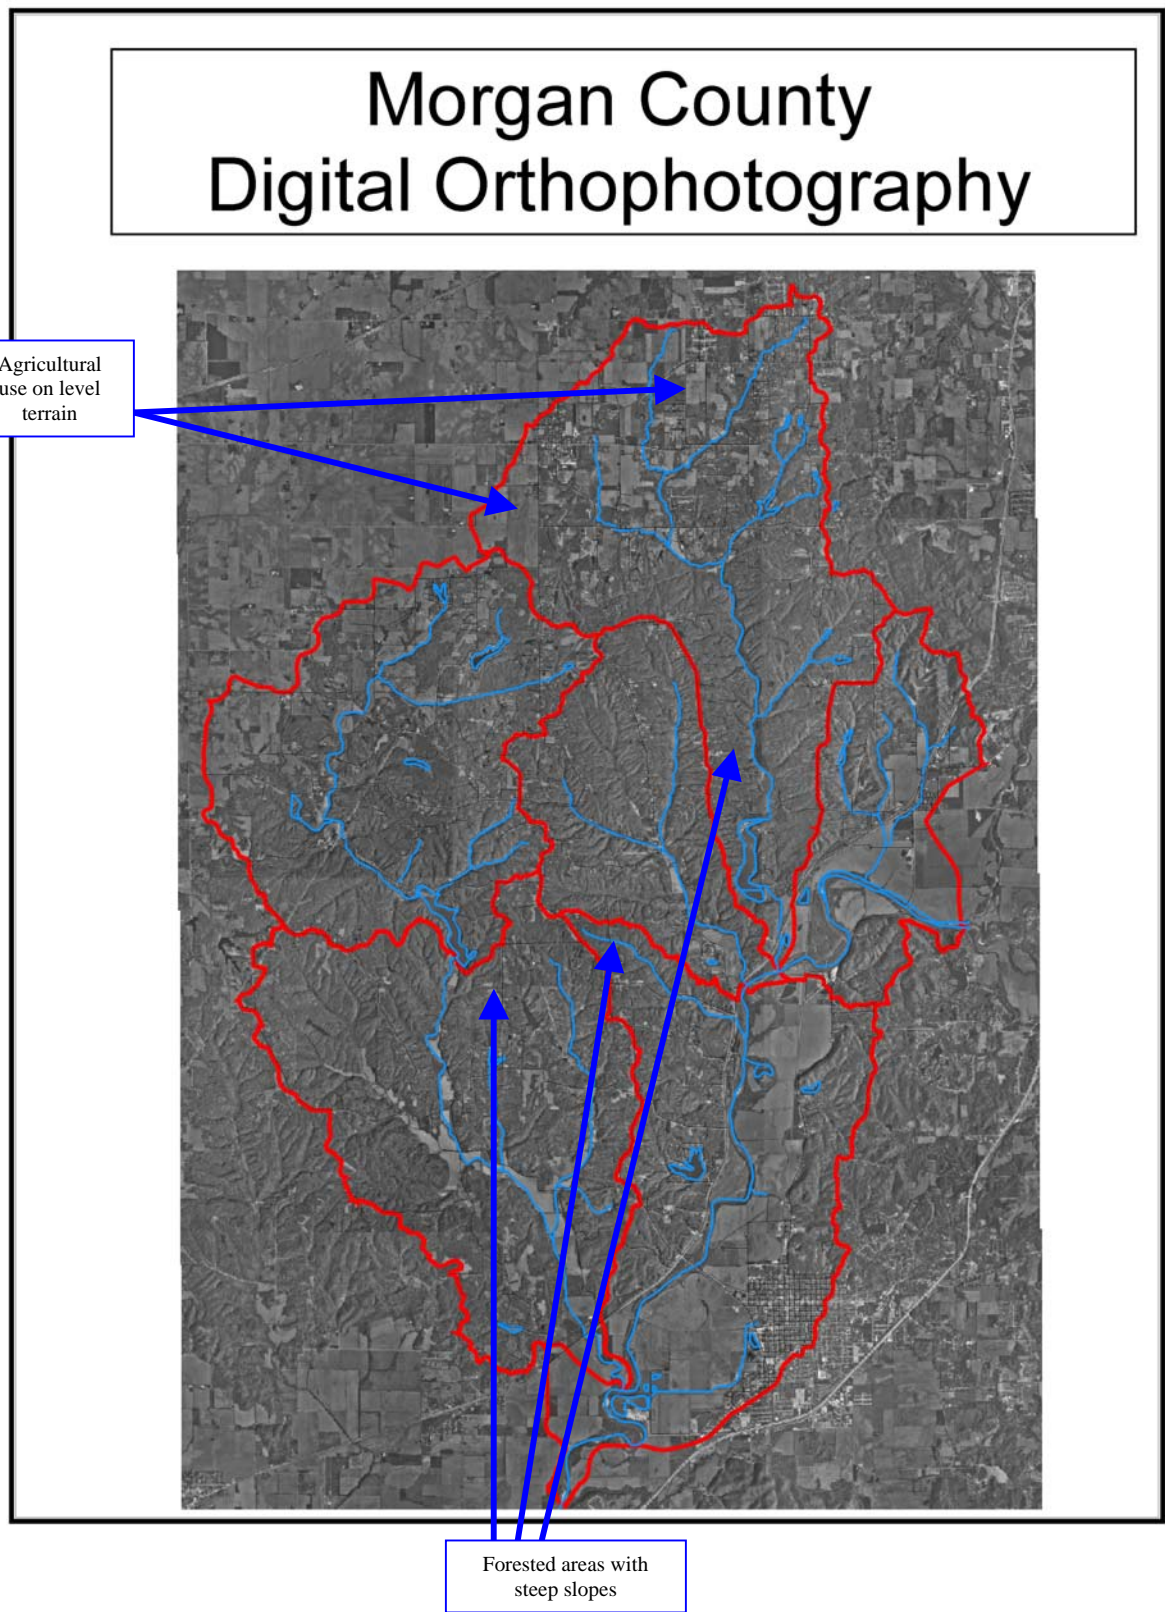 Morgan County
Digital Orthophotography
Agricultural
use on level
terrain
Forested areas with
steep slopes